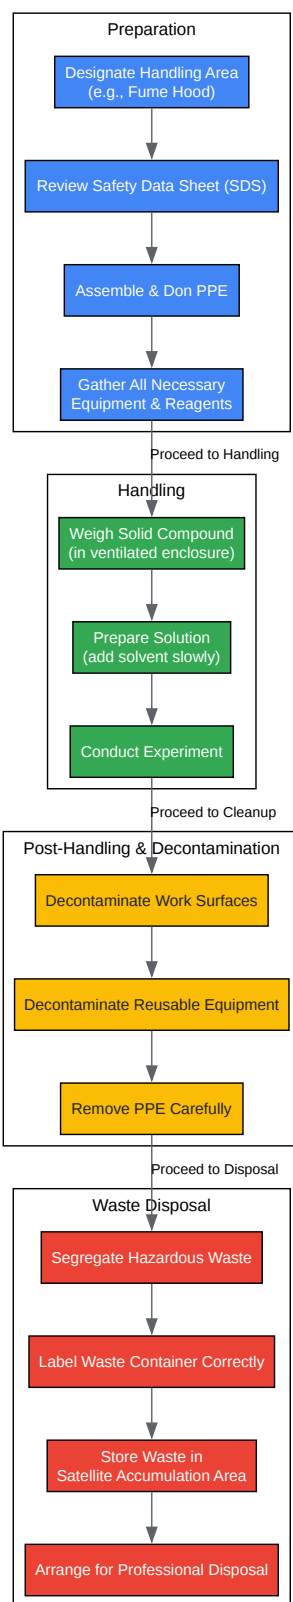 Preparation
Designate Handling Area
(e.g., Fume Hood)
Review Safety Data Sheet (SDS)
Assemble & Don PPE
Gather All Necessary
Equipment & Reagents
Proceed to Handling
Handling
Weigh Solid Compound
(in ventilated enclosure)
Prepare Solution
(add solvent slowly)
Conduct Experiment
Proceed to Cleanup
Post-Handling & Decontamination
Decontaminate Work Surfaces
Decontaminate Reusable Equipment
Remove PPE Carefully
Proceed to Disposal
Waste Disposal
Segregate Hazardous Waste
Label Waste Container Correctly
Store Waste in
Satellite Accumulation Area
Arrange for Professional Disposal